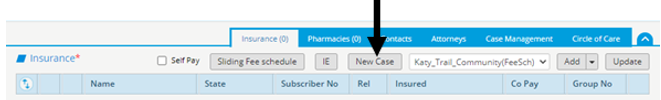 Insurance (0) Pharmacies (0) ontacts Attorneys Case Management Circle of Care
Insurance* Self Pay Sliding Fee schedule IE New Case Katy_Trail_Community(FeeSch) Add Update
Name State Subscriber No Rel Insured Co Pay Group No